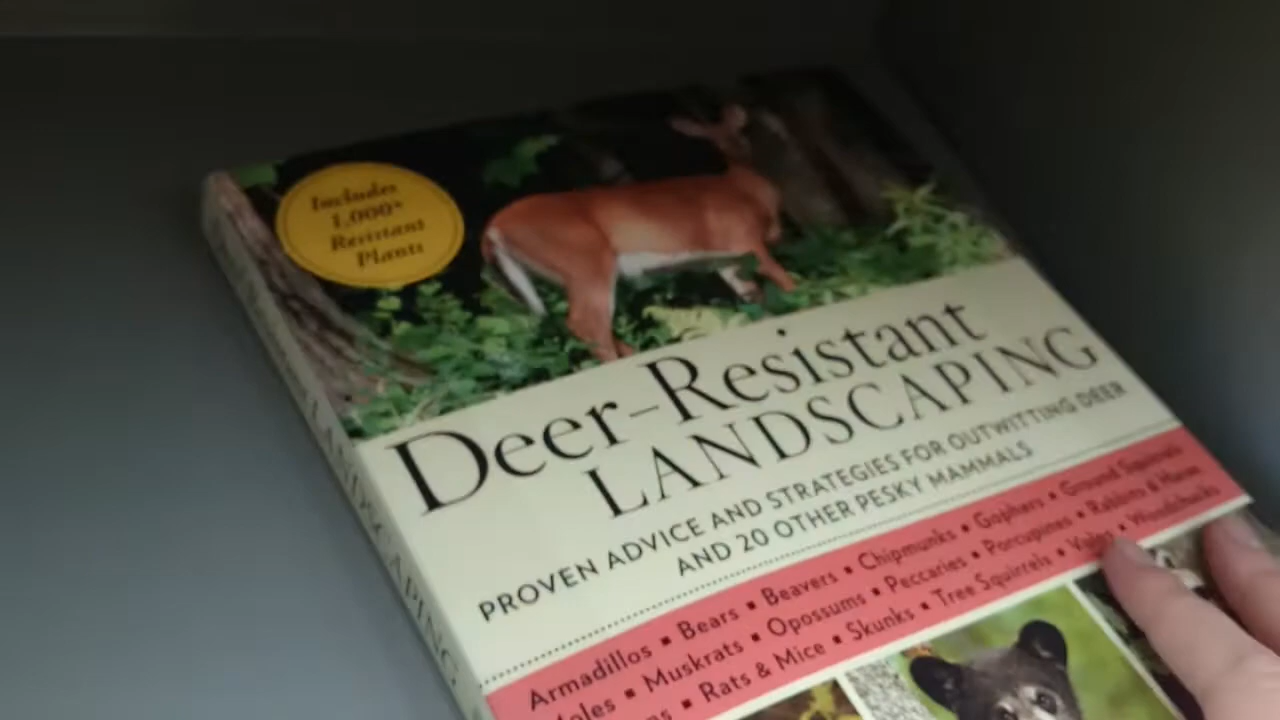 Includes
1,000+
Resistant
Plants
Deer-Resistant
LANDSCAPING
PROVEN ADVICE AND STRATEGIES FOR OUTWITTING DEER
AND 20 OTHER PESKY MAMMALS
Armadillos ▪ Bears ▪ Beavers ▪ Chipmunks ▪ Gophers ▪ Ground Squirrels
▪ Muskrats ▪ Opossums ▪ Peccaries ▪ Porcupines ▪ Rabbits & Hares
▪ Rats & Mice ▪ Skunks ▪ Tree Squirrels ▪ Voles ▪ Woodchucks
LANDSCAPING